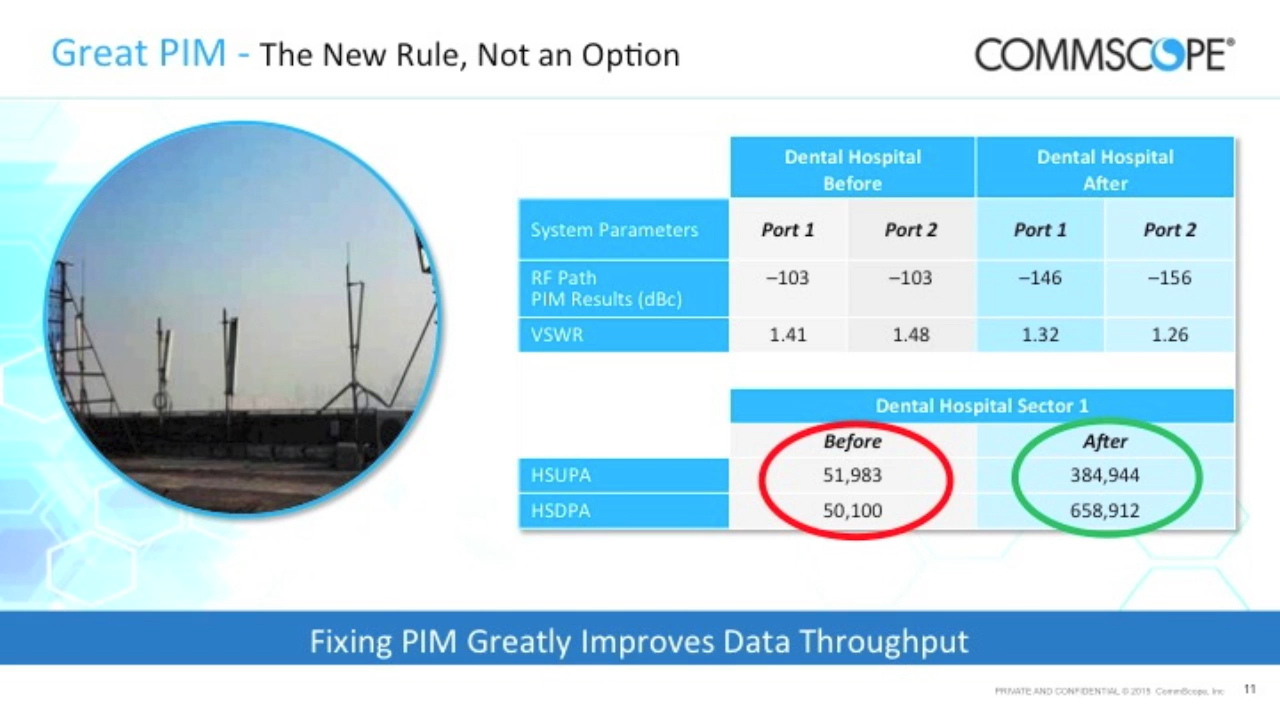 Great PIM - The New Rule, Not an Option
COMMSCOPE®
Dental Hospital
Before
Dental Hospital
After
System Parameters
Port 1
Port 2
Port 1
Port 2
RF Path
PIM Results (dBc)
–103
–103
–146
–156
VSWR
1.41
1.48
1.32
1.26
Dental Hospital Sector 1
Before
After
HSUPA
51,983
384,944
HSDPA
50,100
658,912
Fixing PIM Greatly Improves Data Throughput
PRIVATE AND CONFIDENTIAL © 2015 CommScope, Inc
11